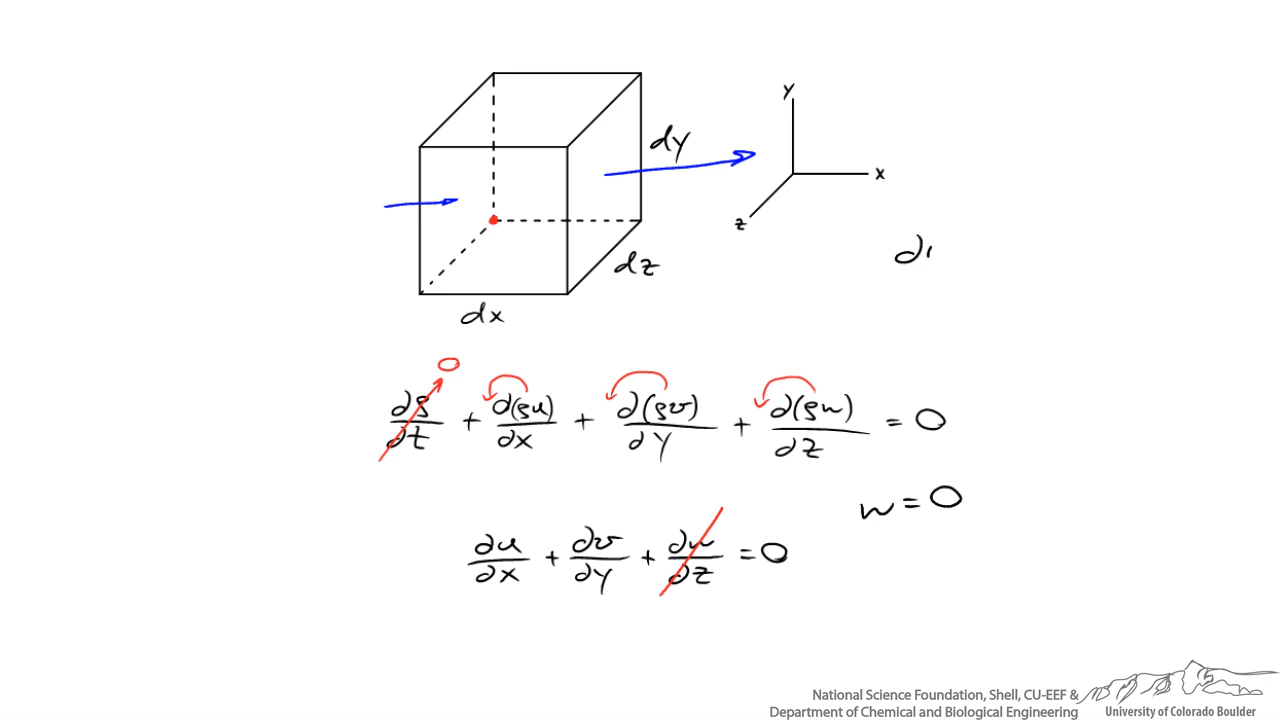 y
dy
x
z
∂
dz
dx
0
∂ρ/∂t + ∂(ρu)/∂x + ∂(ρv)/∂y + ∂(ρw)/∂z = 0
w = 0
∂u/∂x + ∂v/∂y + ∂w/∂z = 0
National Science Foundation, Shell, CU-EEF &
Department of Chemical and Biological Engineering
University of Colorado Boulder